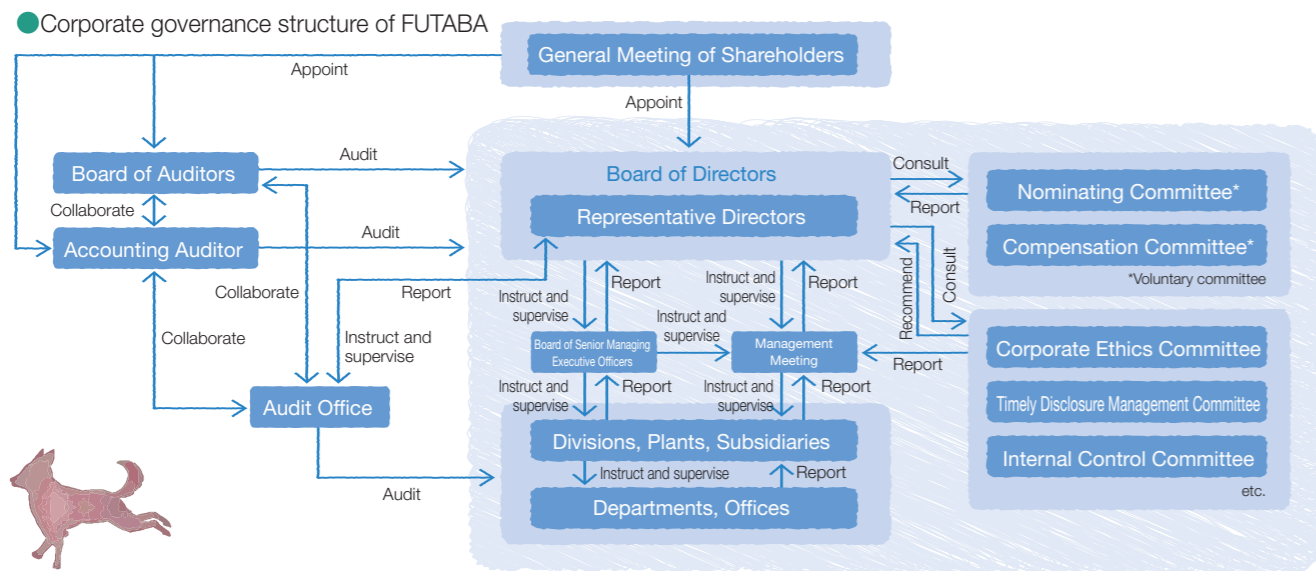 Corporate governance structure of FUTABA
General Meeting of Shareholders
Appoint
Appoint
Board of Auditors
Audit
Collaborate
Accounting Auditor
Audit
Board of Directors
Representative Directors
Consult
Report
Nominating Committee*
Compensation Committee*
*Voluntary committee
Collaborate
Report
Collaborate
Instruct and
supervise
Audit Office
Audit
Instruct and
supervise
Report
Instruct and
supervise
Report
Instruct and
supervise
Recommend
Consult
Board of Senior Managing
Executive Officers
Management
Meeting
Report
Instruct and
supervise
Report
Instruct and
supervise
Report
Divisions, Plants, Subsidiaries
Instruct and supervise
Report
Departments, Offices
Corporate Ethics Committee
Timely Disclosure Management Committee
Internal Control Committee
etc.